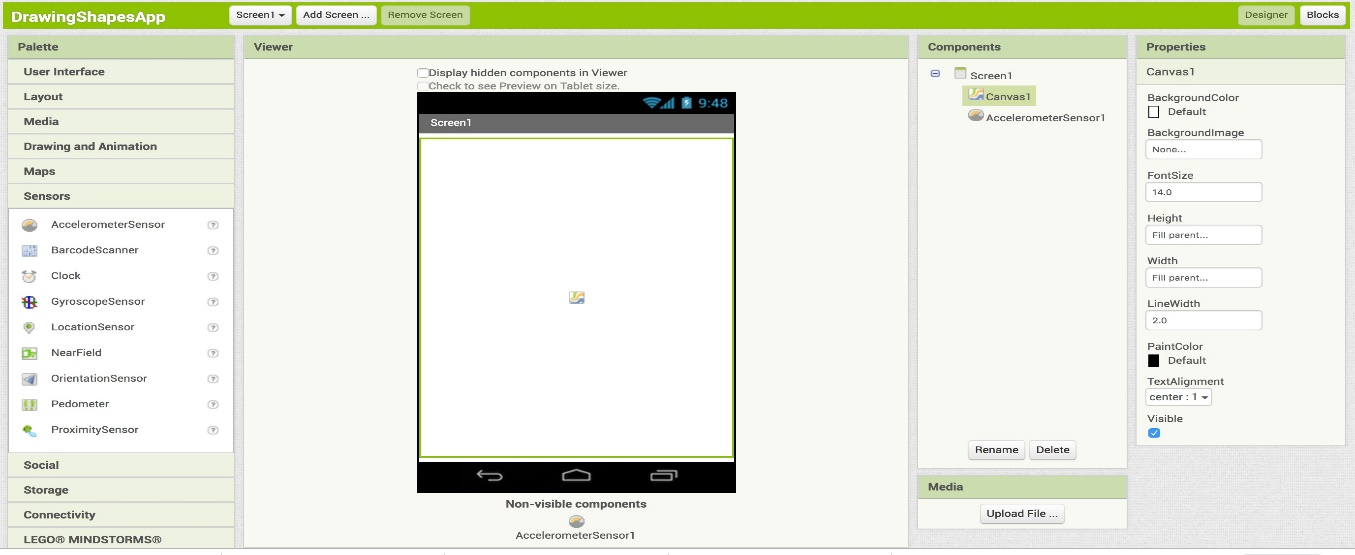 DrawingShapesApp
Screen1
Add Screen ...
Remove Screen
Designer
Blocks
Palette
User Interface
Layout
Media
Drawing and Animation
Maps
Sensors
AccelerometerSensor ?
BarcodeScanner ?
Clock ?
GyroscopeSensor ?
LocationSensor ?
NearField ?
OrientationSensor ?
Pedometer ?
ProximitySensor ?
Social
Storage
Connectivity
LEGO® MINDSTORMS®
Viewer
Display hidden components in Viewer
Check to see Preview on Tablet size.
9:48
Screen1
Non-visible components
AccelerometerSensor1
Components
Screen1
Canvas1
AccelerometerSensor1
Rename
Delete
Media
Upload File ...
Properties
Canvas1
BackgroundColor
Default
BackgroundImage
None...
FontSize
14.0
Height
Fill parent...
Width
Fill parent...
LineWidth
2.0
PaintColor
Default
TextAlignment
center : 1
Visible